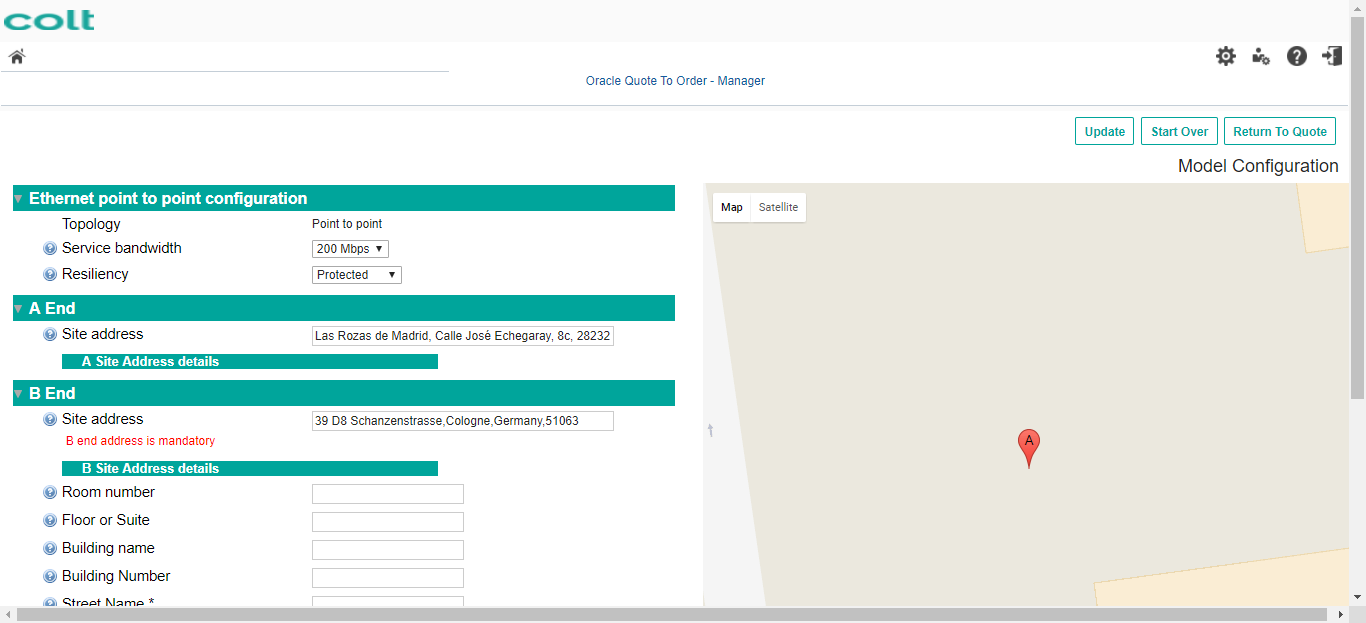 colt
Oracle Quote To Order - Manager
Update Start Over Return To Quote
Model Configuration
Ethernet point to point configuration
Topology Point to point
Service bandwidth 200 Mbps
Resiliency Protected
A End
Site address Las Rozas de Madrid, Calle José Echegaray, 8c, 28232
A Site Address details
B End
Site address 39 D8 Schanzenstrasse,Cologne,Germany,51063
B end address is mandatory
B Site Address details
Room number
Floor or Suite
Building name
Building Number
Street Name *
Map Satellite
A